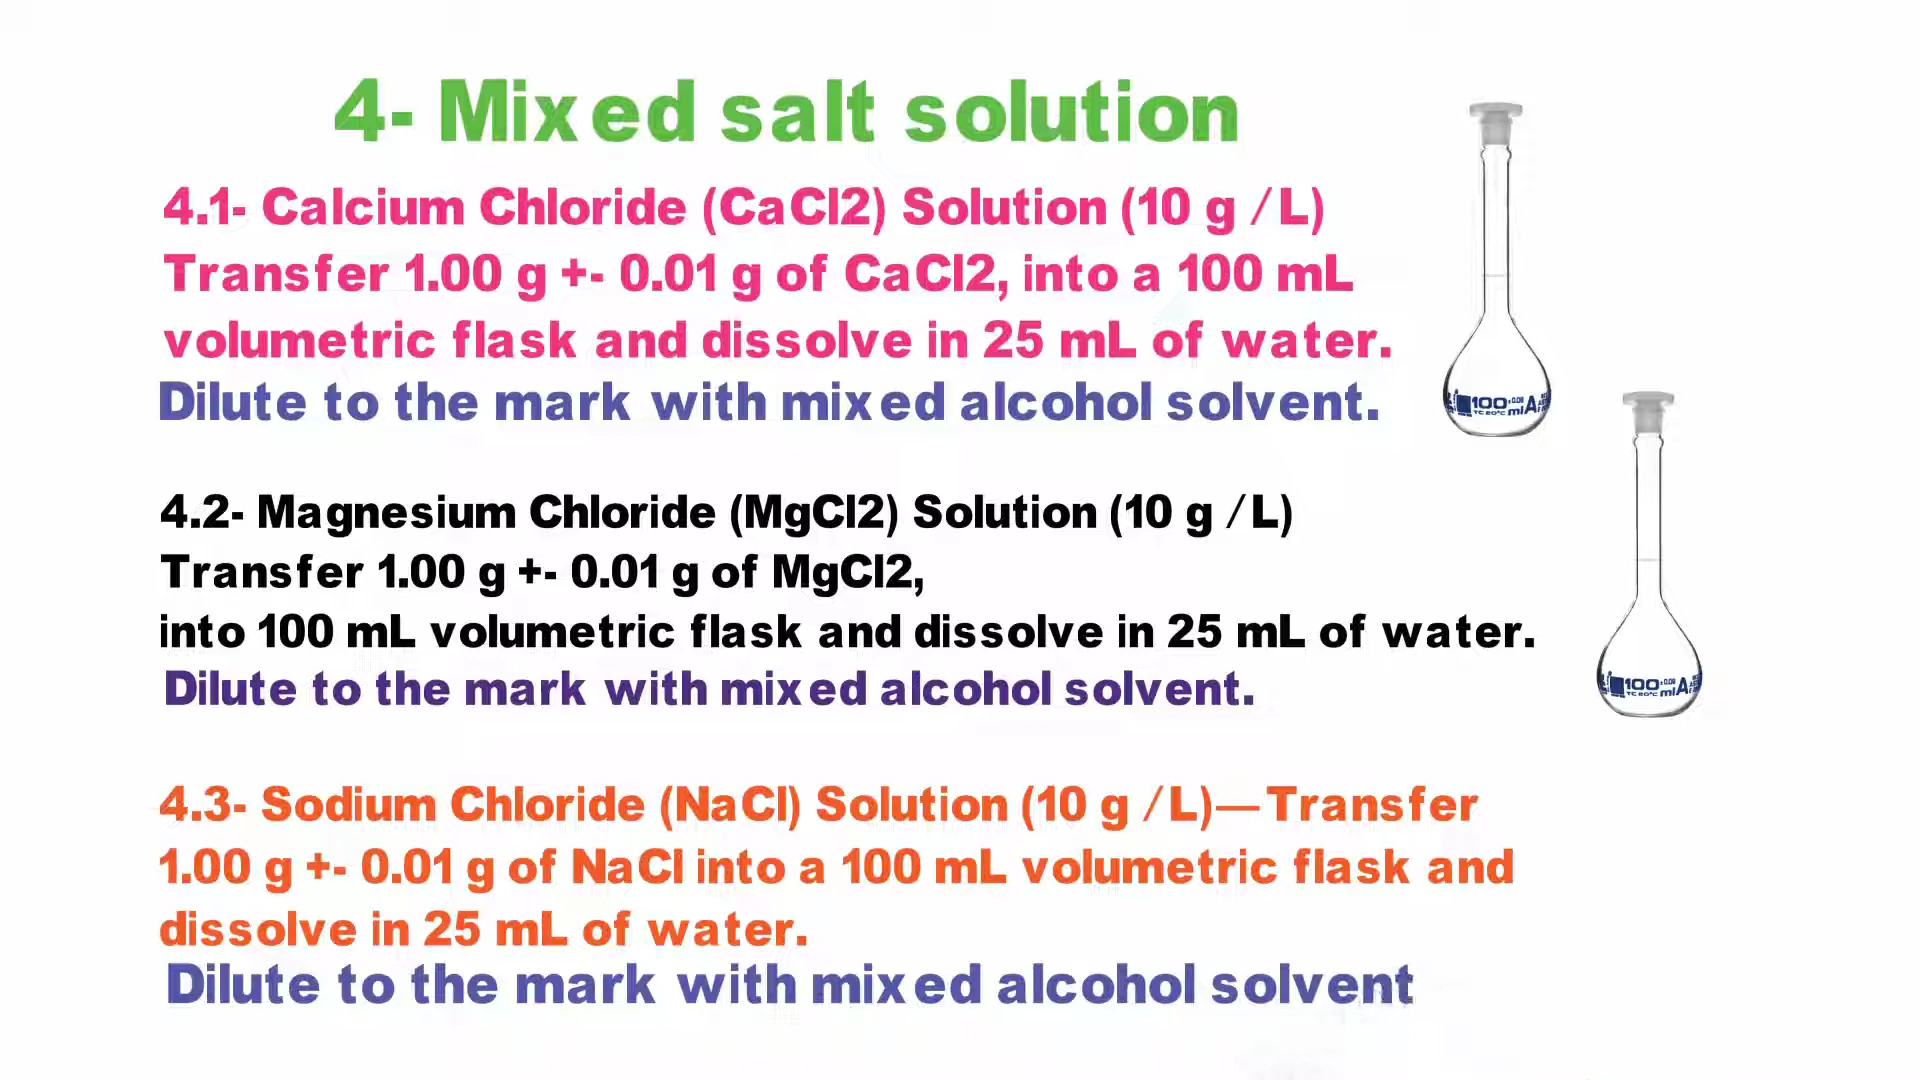 4- Mixed salt solution
4.1- Calcium Chloride (CaCl2) Solution (10 g /L)
Transfer 1.00 g +- 0.01 g of CaCl2, into a 100 mL
volumetric flask and dissolve in 25 mL of water.
Dilute to the mark with mixed alcohol solvent.
4.2- Magnesium Chloride (MgCl2) Solution (10 g /L)
Transfer 1.00 g +- 0.01 g of MgCl2,
into 100 mL volumetric flask and dissolve in 25 mL of water.
Dilute to the mark with mixed alcohol solvent.
4.3- Sodium Chloride (NaCl) Solution (10 g /L)—Transfer
1.00 g +- 0.01 g of NaCl into a 100 mL volumetric flask and
dissolve in 25 mL of water.
Dilute to the mark with mixed alcohol solvent
100 ml A
100 ml A